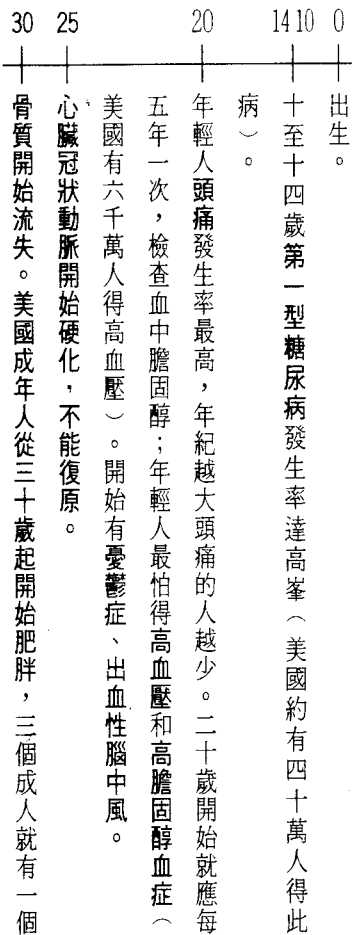 0
出生。
14 10
十至十四歲第一型糖尿病發生率達高峯（美國約有四十萬人得此
病）。
20
年輕人頭痛發生率最高，年紀越大頭痛的人越少。二十歲開始就應每
五年一次，檢查血中膽固醇；年輕人最怕得高血壓和高膽固醇血症（
美國有六千萬人得高血壓）。開始有憂鬱症、出血性腦中風。
25
心臟冠狀動脈開始硬化，不能復原。
30
骨質開始流失。美國成年人從三十歲起開始肥胖，三個成人就有一個